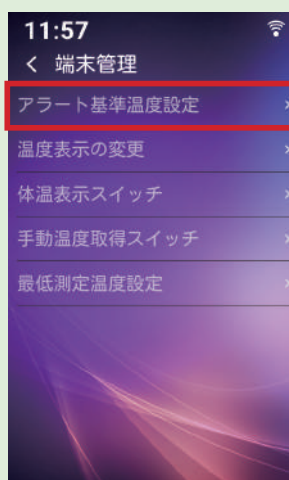 11:57
く 端末管理
アラート基準温度設定
温度表示の変更
体温表示スイッチ
手動温度取得スイッチ
最低測定温度設定